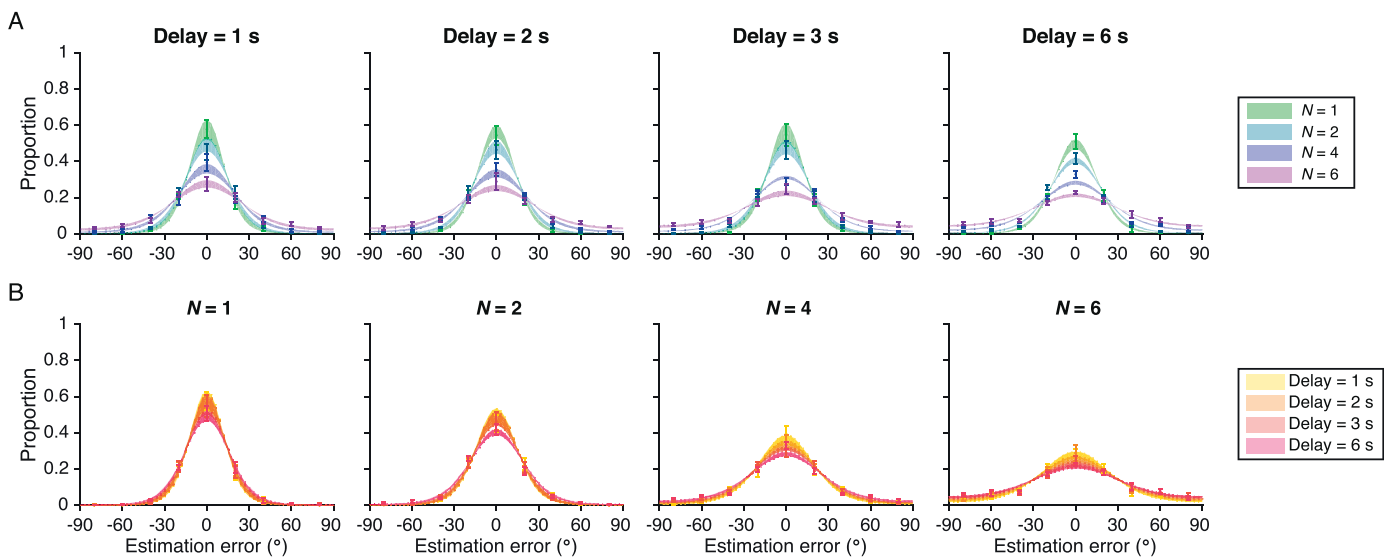 A
Delay = 1 s
Delay = 2 s
Delay = 3 s
Delay = 6 s
Proportion
1
0.8
0.6
0.4
0.2
0
-90 -60 -30 0 30 60 90
-90 -60 -30 0 30 60 90
-90 -60 -30 0 30 60 90
-90 -60 -30 0 30 60 90
N = 1
N = 2
N = 4
N = 6
B
N = 1
N = 2
N = 4
N = 6
Proportion
1
0.8
0.6
0.4
0.2
0
-90 -60 -30 0 30 60 90
-90 -60 -30 0 30 60 90
-90 -60 -30 0 30 60 90
-90 -60 -30 0 30 60 90
Estimation error (°)
Estimation error (°)
Estimation error (°)
Estimation error (°)
Delay = 1 s
Delay = 2 s
Delay = 3 s
Delay = 6 s